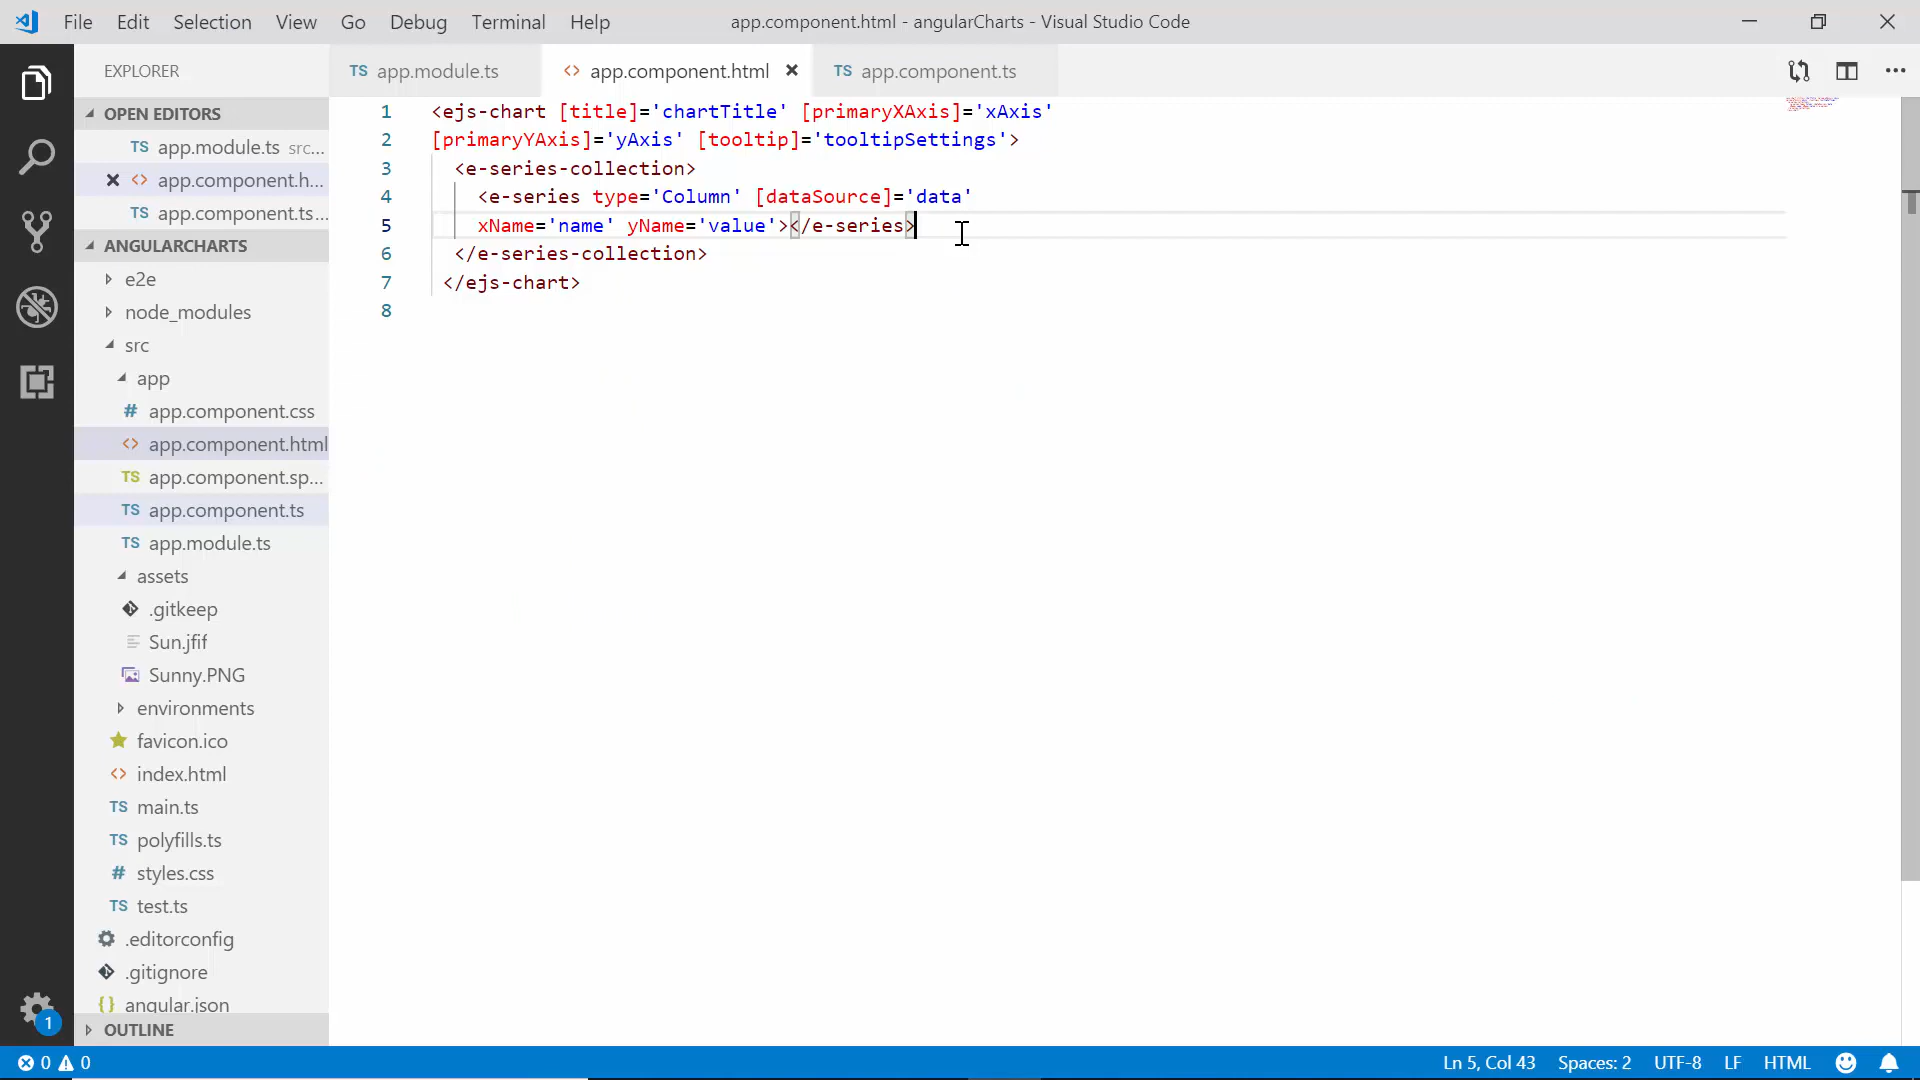 File Edit Selection View Go Debug Terminal Help app.component.html - angularCharts - Visual Studio Code
EXPLORER
TS app.module.ts <> app.component.html TS app.component.ts
OPEN EDITORS
TS app.module.ts src...
<> app.component.h...
TS app.component.ts...
ANGULARCHARTS
e2e
node_modules
src
app
# app.component.css
<> app.component.html
TS app.component.sp...
TS app.component.ts
TS app.module.ts
assets
.gitkeep
Sun.jfif
Sunny.PNG
environments
favicon.ico
<> index.html
TS main.ts
TS polyfills.ts
# styles.css
TS test.ts
.editorconfig
.gitignore
{} angular.json
OUTLINE
1
1 <ejs-chart [title]='chartTitle' [primaryXAxis]='xAxis'
2 [primaryYAxis]='yAxis' [tooltip]='tooltipSettings'>
3 <e-series-collection>
4 <e-series type='Column' [dataSource]='data'
5 xName='name' yName='value'></e-series>
6 </e-series-collection>
7 </ejs-chart>
8
0 0 Ln 5, Col 43 Spaces: 2 UTF-8 LF HTML